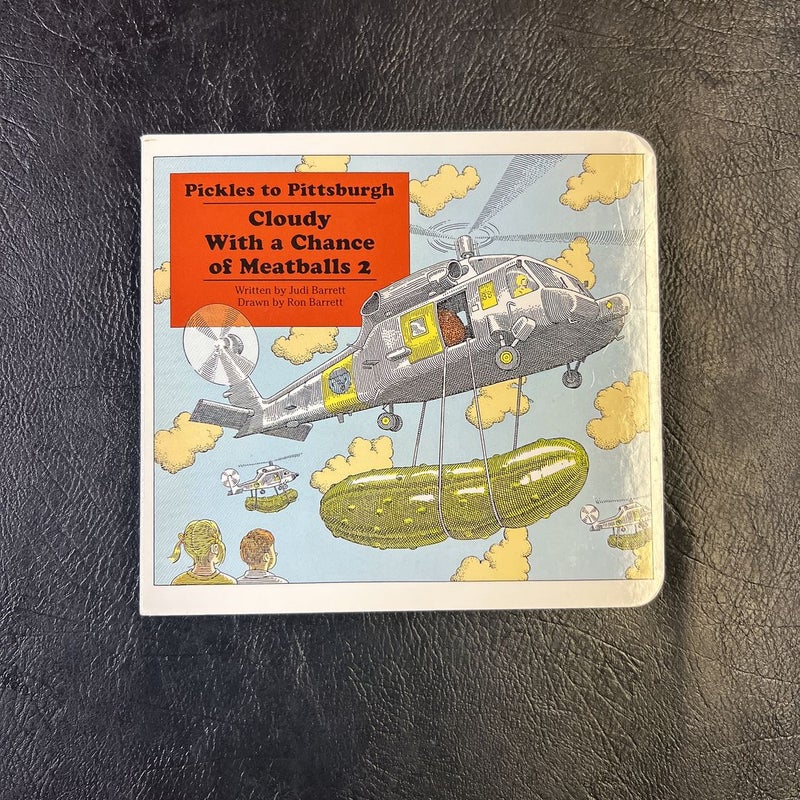 Pickles to Pittsburgh
Cloudy
With a Chance
of Meatballs 2
Written by Judi Barrett
Drawn by Ron Barrett